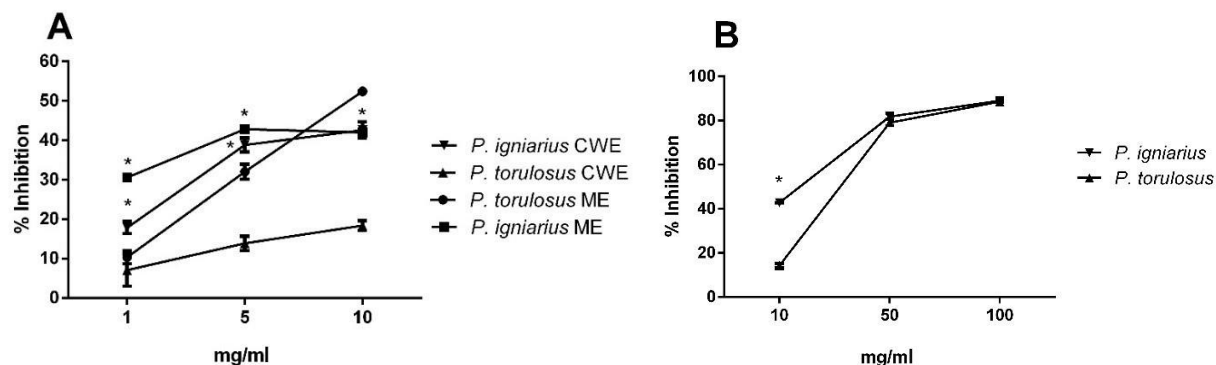 A
% Inhibition
60
50
40
30
20
10
0
*
*
*
*
*
1
5
10
mg/ml
P. igniarius CWE
P. torulosus CWE
P. torulosus ME
P. igniarius ME
B
% Inhibition
100
80
60
40
20
0
*
10
50
100
mg/ml
P. igniarius
P. torulosus